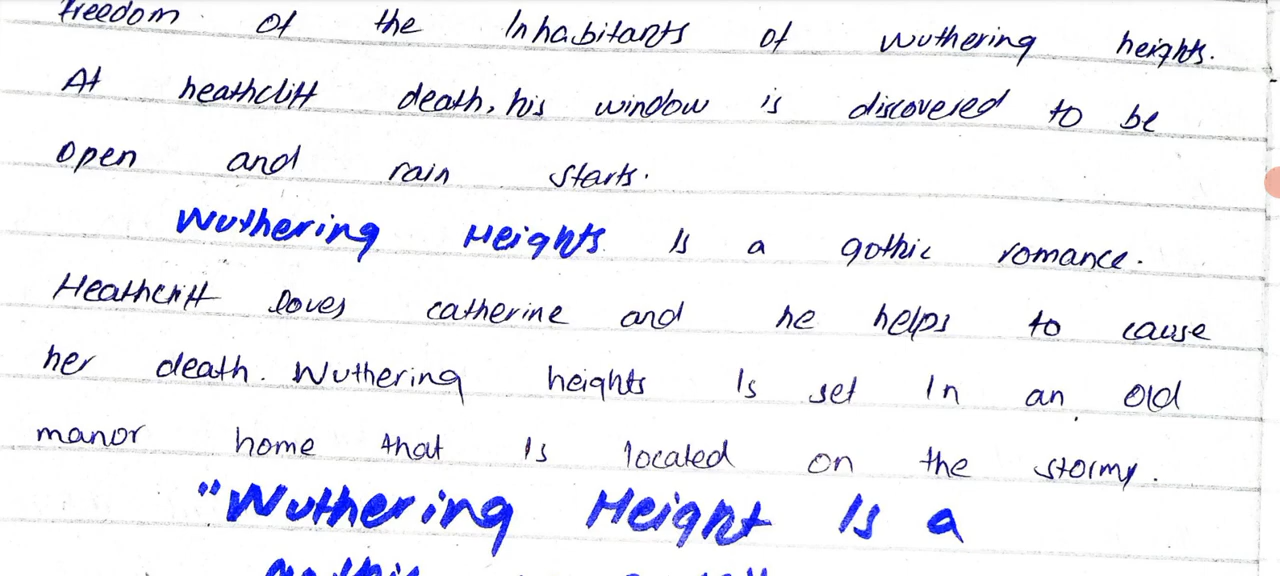 freedom of the Inhabitants of wuthering heights.
At heathcliff death, his window is discovered to be
open and rain starts.
Wuthering Heights Is a gothic romance.
Heathcliff loves catherine and he helps to cause
her death. Wuthering heights Is set In an old
manor home that Is located on the stormy.
"Wuthering Height Is a
gothic